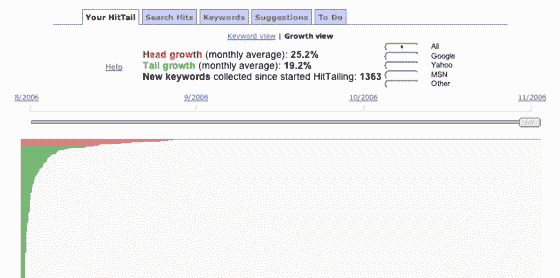 Your HitTail Search Hits Keywords Suggestions To Do
Keyword view | Growth view
Head growth (monthly average): 25.2%
Tail growth (monthly average): 19.2%
New keywords collected since started HitTailing: 1363
Help
All
Google
Yahoo
MSN
Other
8/2006 9/2006 10/2006 11/2006